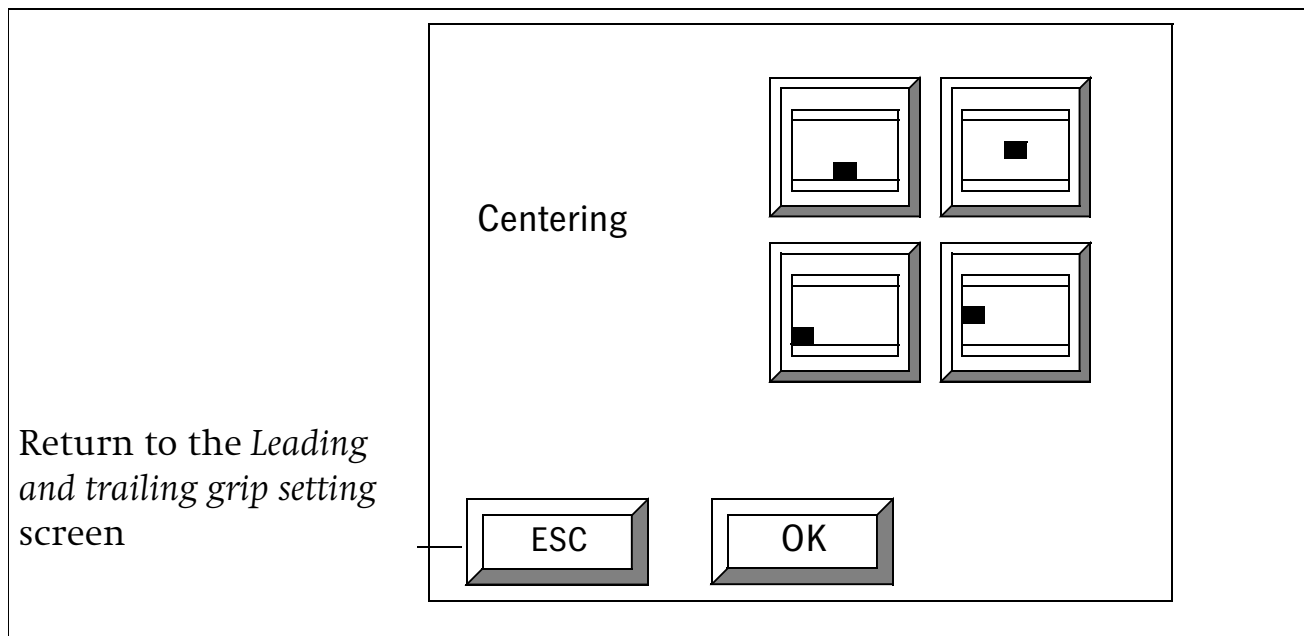 Centering
Return to the Leading
and trailing grip setting
screen
ESC
OK